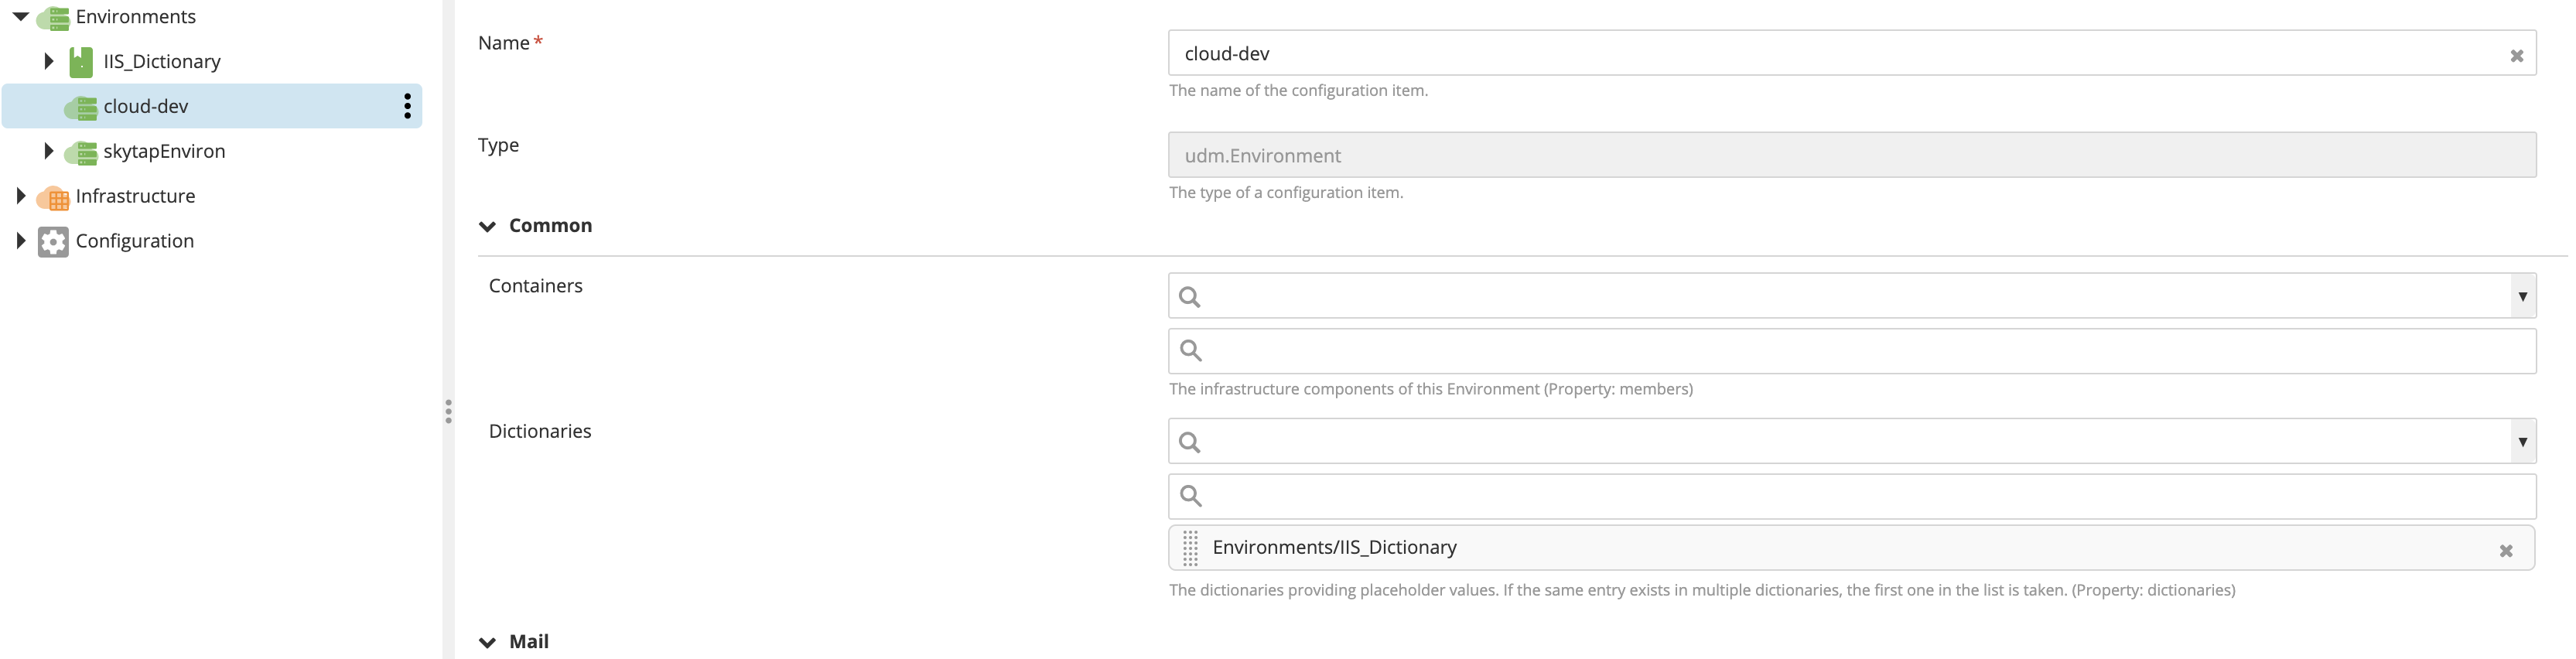 Environments
IIS_Dictionary
cloud-dev
skytapEnviron
Infrastructure
Configuration
Name*
cloud-dev
The name of the configuration item.
Type
udm.Environment
The type of a configuration item.
Common
Containers
The infrastructure components of this Environment (Property: members)
Dictionaries
Environments/IIS_Dictionary
The dictionaries providing placeholder values. If the same entry exists in multiple dictionaries, the first one in the list is taken. (Property: dictionaries)
Mail